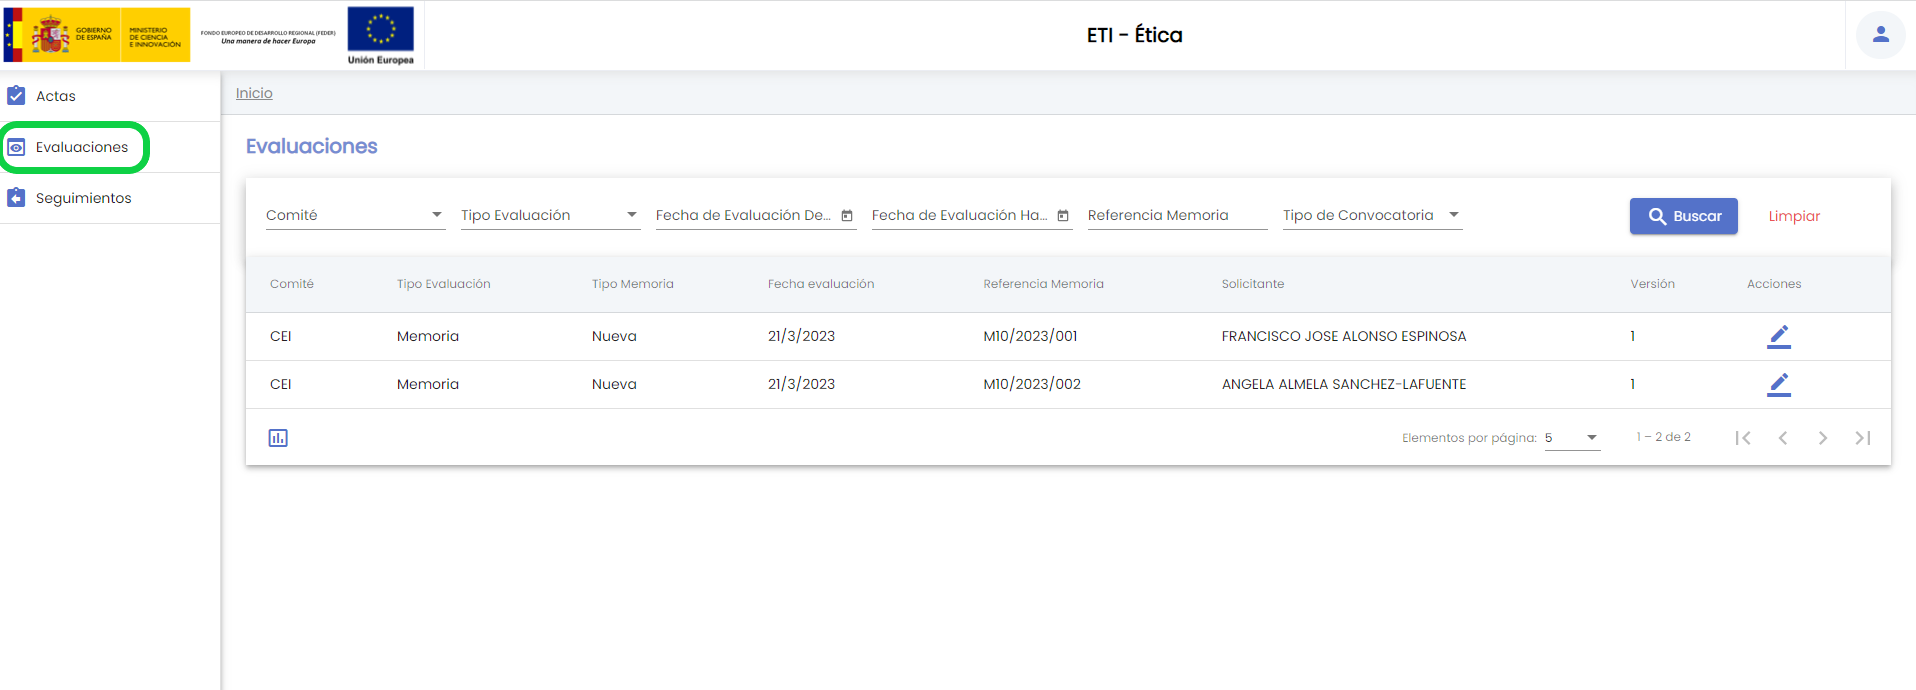 GOBIERNO
DE ESPAÑA
MINISTERIO
DE CIENCIA
E INNOVACIÓN
FONDO EUROPEO DE DESARROLLO REGIONAL (FEDER)
Una manera de hacer Europa
Unión Europea
ETI - Ética
Actas
Evaluaciones
Seguimientos
Inicio
Evaluaciones
Comité Tipo Evaluación Fecha de Evaluación De... Fecha de Evaluación Ha... Referencia Memoria Tipo de Convocatoria Buscar Limpiar
Comité Tipo Evaluación Tipo Memoria Fecha evaluación Referencia Memoria Solicitante Versión Acciones
CEI Memoria Nueva 21/3/2023 M10/2023/001 FRANCISCO JOSE ALONSO ESPINOSA 1
CEI Memoria Nueva 21/3/2023 M10/2023/002 ANGELA ALMELA SANCHEZ-LAFUENTE 1
Elementos por página: 5 1 – 2 de 2